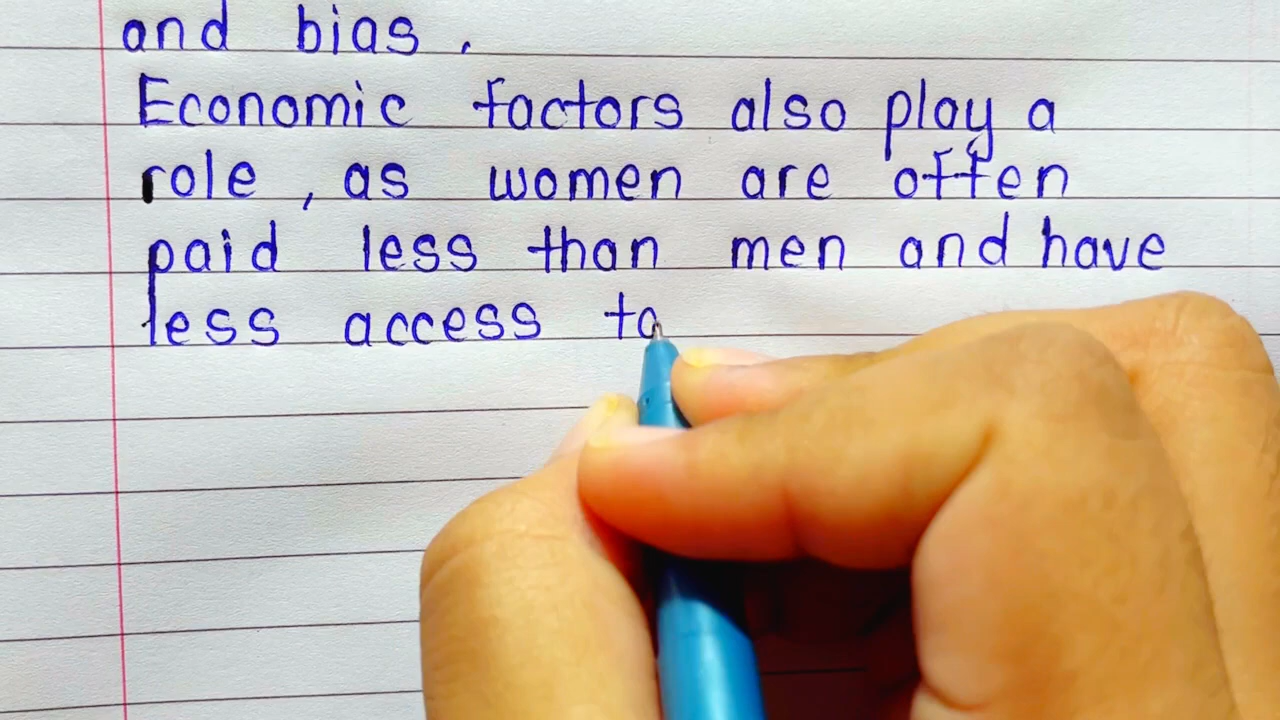 and bias.
Economic factors also play a
role, as women are often
paid less than men and have
less access to